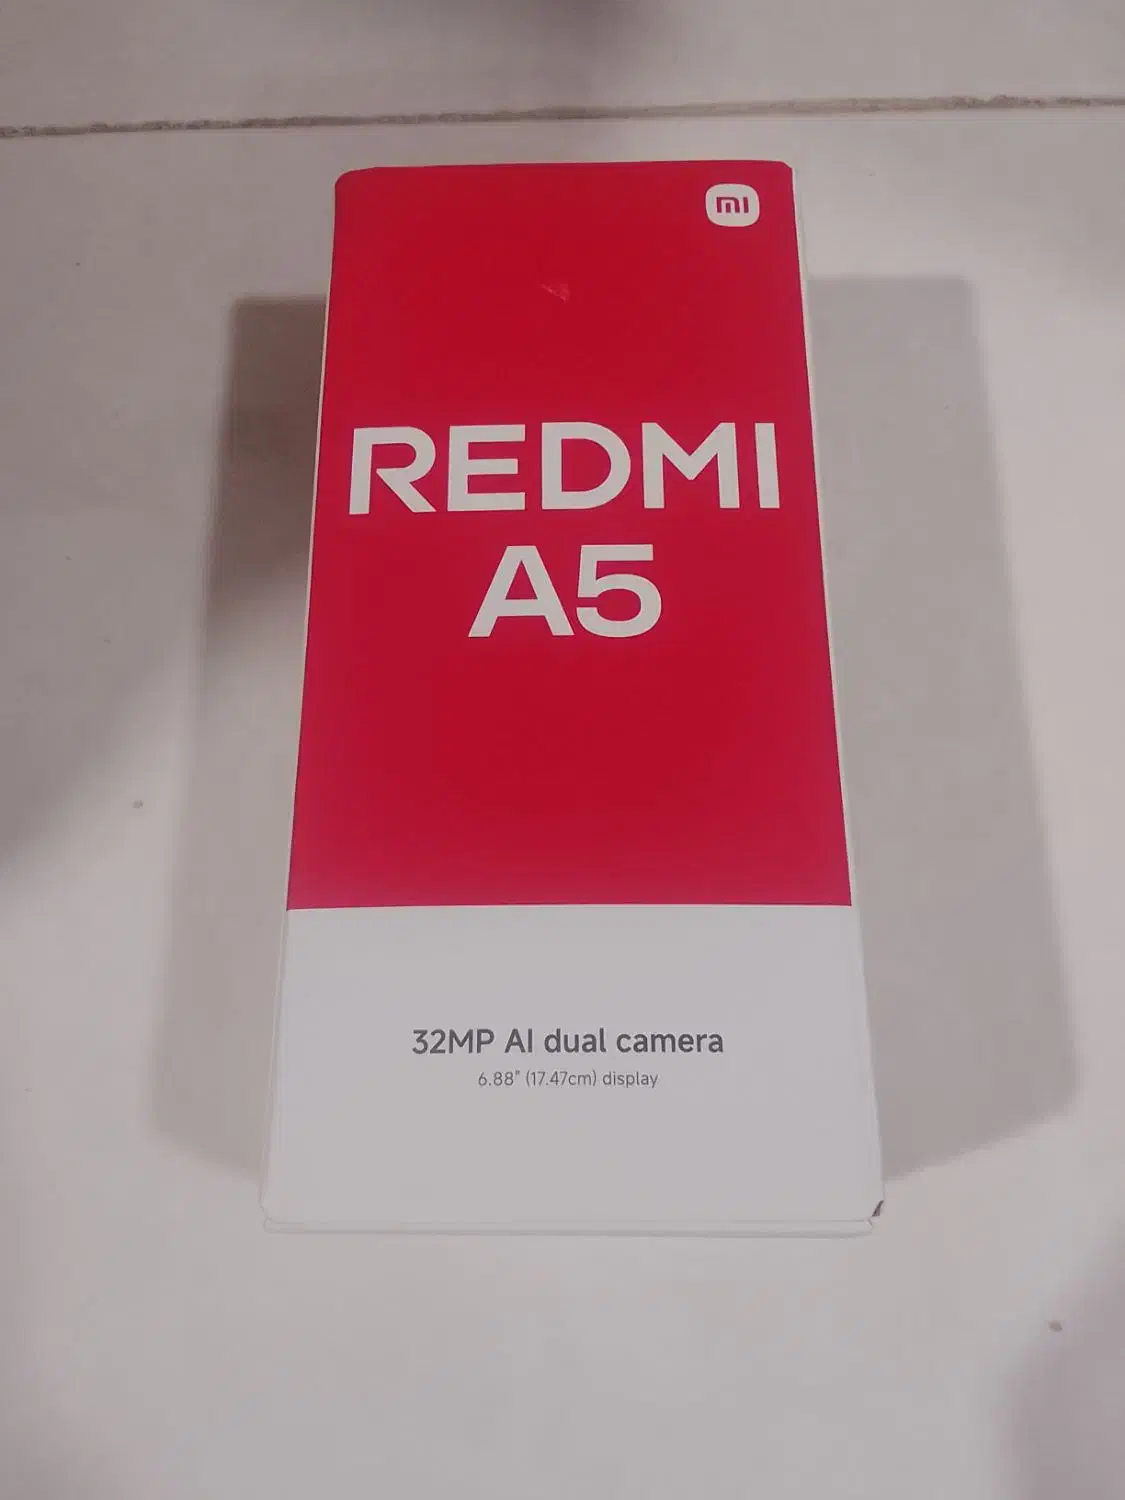 mi
REDMI
A5
32MP AI dual camera
6.88" (17.47cm) display